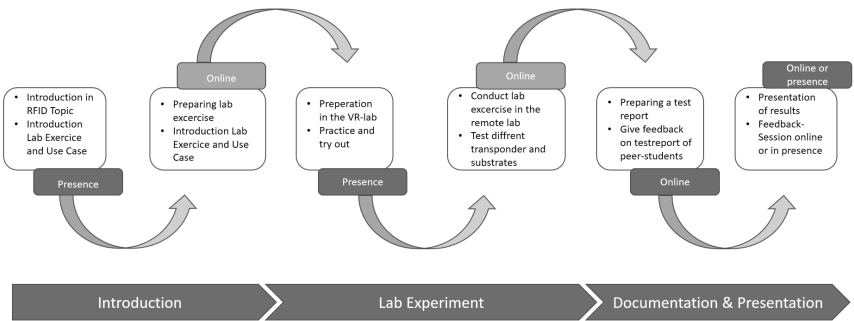 • Introduction in
RFID Topic
• Introduction
Lab Exercice
and Use Case
Presence
Online
• Preparing lab
excercise
• Introduction Lab
Exercice and Use
Case
• Preperation
in the VR-lab
• Practice and
try out
Presence
Online
• Conduct lab
excercise in the
remote lab
• Test diffrent
transponder and
substrates
• Preparing a test
report
• Give feedback
on testreport of
peer-students
Online
Online or
presence
• Presentation
of results
• Feedback-
Session online
or in presence
Introduction
Lab Experiment
Documentation & Presentation